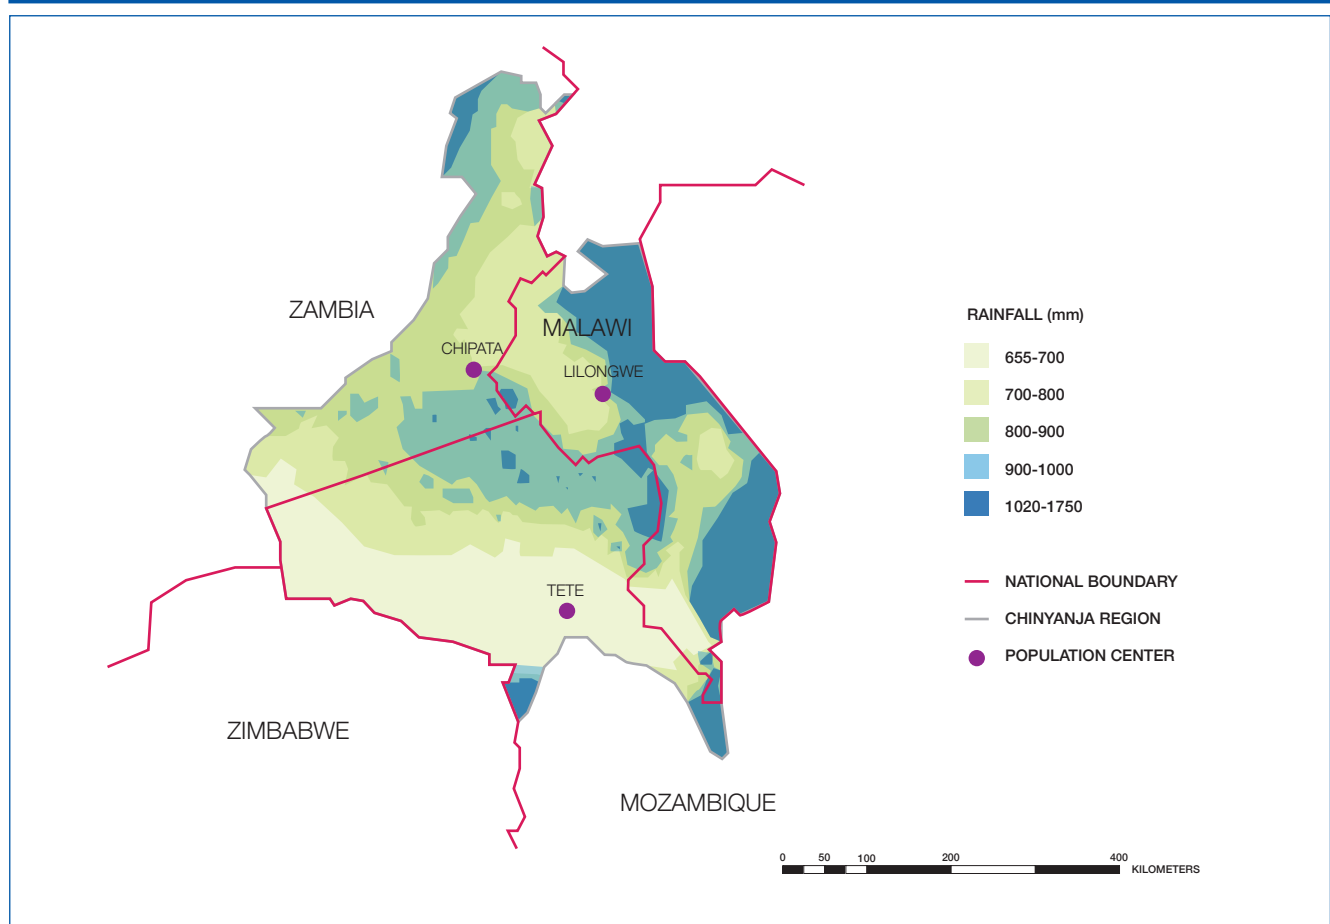 ZAMBIA
MALAWI
CHIPATA
LILONGWE
TETE
ZIMBABWE
MOZAMBIQUE
RAINFALL (mm)
655-700
700-800
800-900
900-1000
1020-1750
NATIONAL BOUNDARY
CHINYANJA REGION
POPULATION CENTER
0 50 100 200 400
KILOMETERS